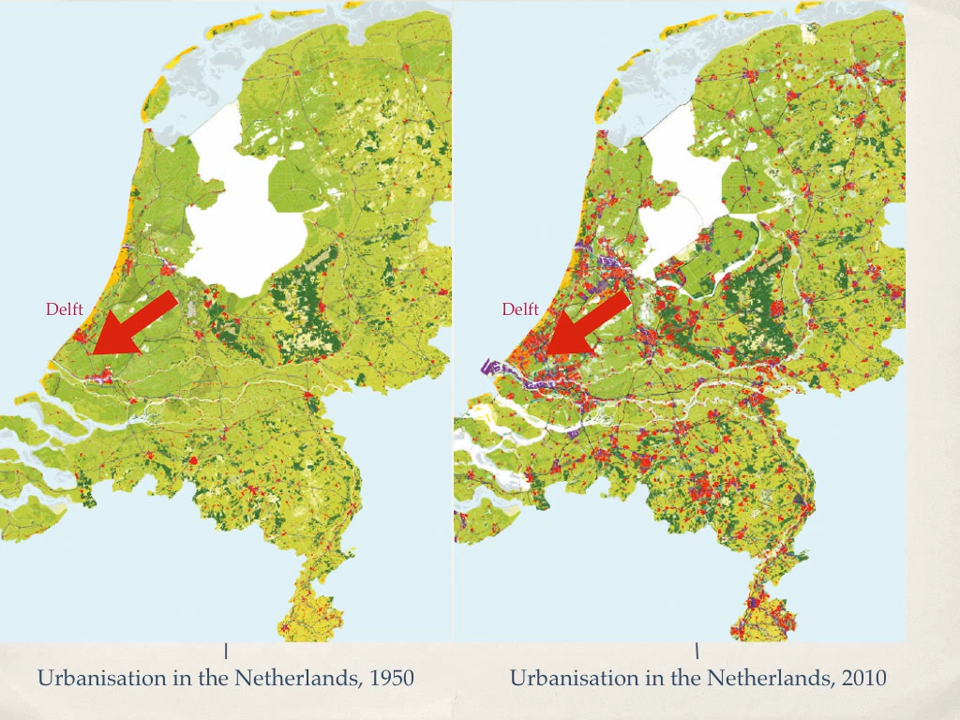 Delft
Delft
Urbanisation in the Netherlands, 1950
Urbanisation in the Netherlands, 2010